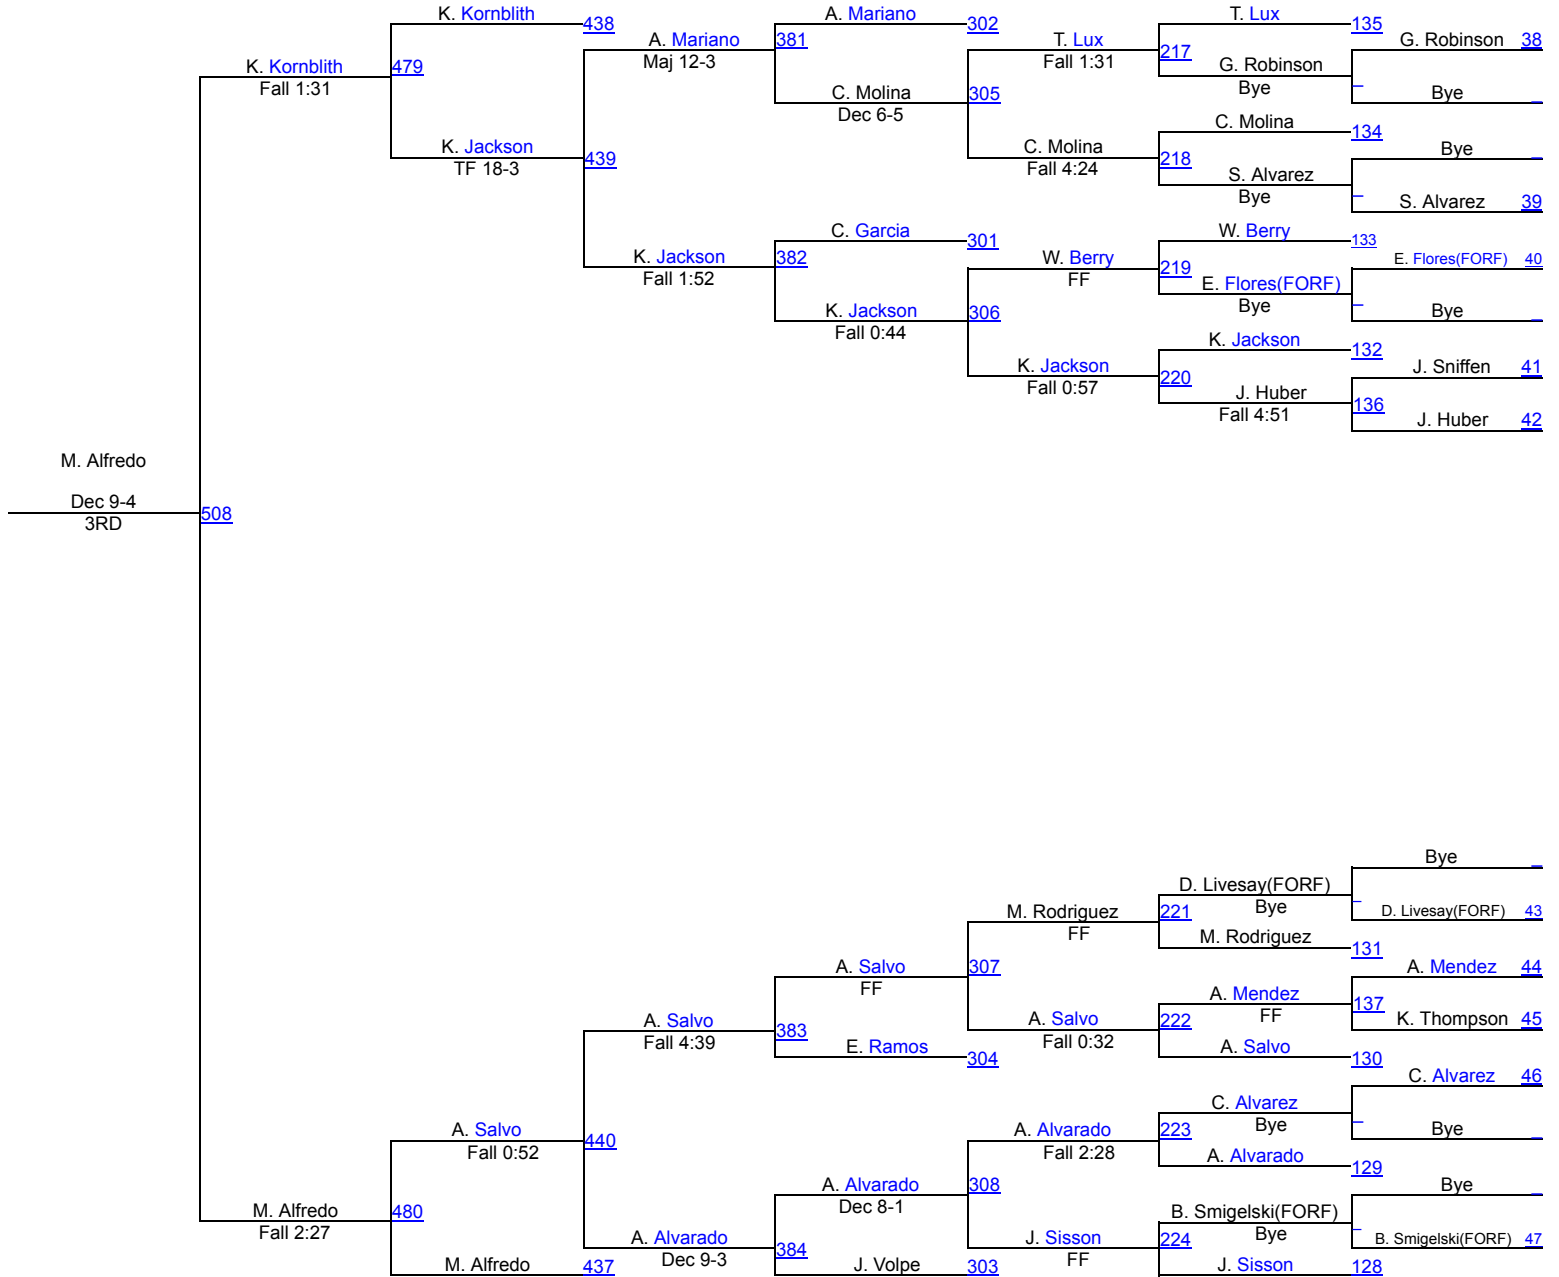 K. Kornblith
438
A. Mariano
302
T. Lux
135
A. Mariano
Maj 12-3
381
T. Lux
Fall 1:31
217
G. Robinson 38
K. Kornblith
Fall 1:31
479
G. Robinson
Bye
_
Bye _
C. Molina
Dec 6-5
305
C. Molina
134
K. Jackson
TF 18-3
439
C. Molina
Fall 4:24
218
Bye _
S. Alvarez
Bye
_
S. Alvarez 39
C. Garcia
301
W. Berry
133
K. Jackson
Fall 1:52
382
W. Berry
FF
219
E. Flores(FORF) 40
E. Flores(FORF)
Bye
_
Bye _
K. Jackson
Fall 0:44
306
K. Jackson
132
K. Jackson
Fall 0:57
220
J. Sniffen 41
J. Huber
Fall 4:51
136
J. Huber 42
M. Alfredo
Dec 9-4
3RD
508
Bye _
D. Livesay(FORF)
Bye
_
D. Livesay(FORF) 43
M. Rodriguez
FF
221
M. Rodriguez
131
A. Salvo
FF
307
A. Mendez 44
A. Mendez
FF
137
K. Thompson 45
A. Salvo
Fall 4:39
383
A. Salvo
Fall 0:32
222
E. Ramos
304
A. Salvo
130
C. Alvarez 46
C. Alvarez
Bye
_
Bye _
A. Salvo
Fall 0:52
440
A. Alvarado
Fall 2:28
223
A. Alvarado
129
A. Alvarado
Dec 8-1
308
Bye _
M. Alfredo
Fall 2:27
480
B. Smigelski(FORF)
Bye
_
B. Smigelski(FORF) 47
A. Alvarado
Dec 9-3
384
J. Sisson
FF
224
M. Alfredo
437
J. Volpe
303
J. Sisson
128